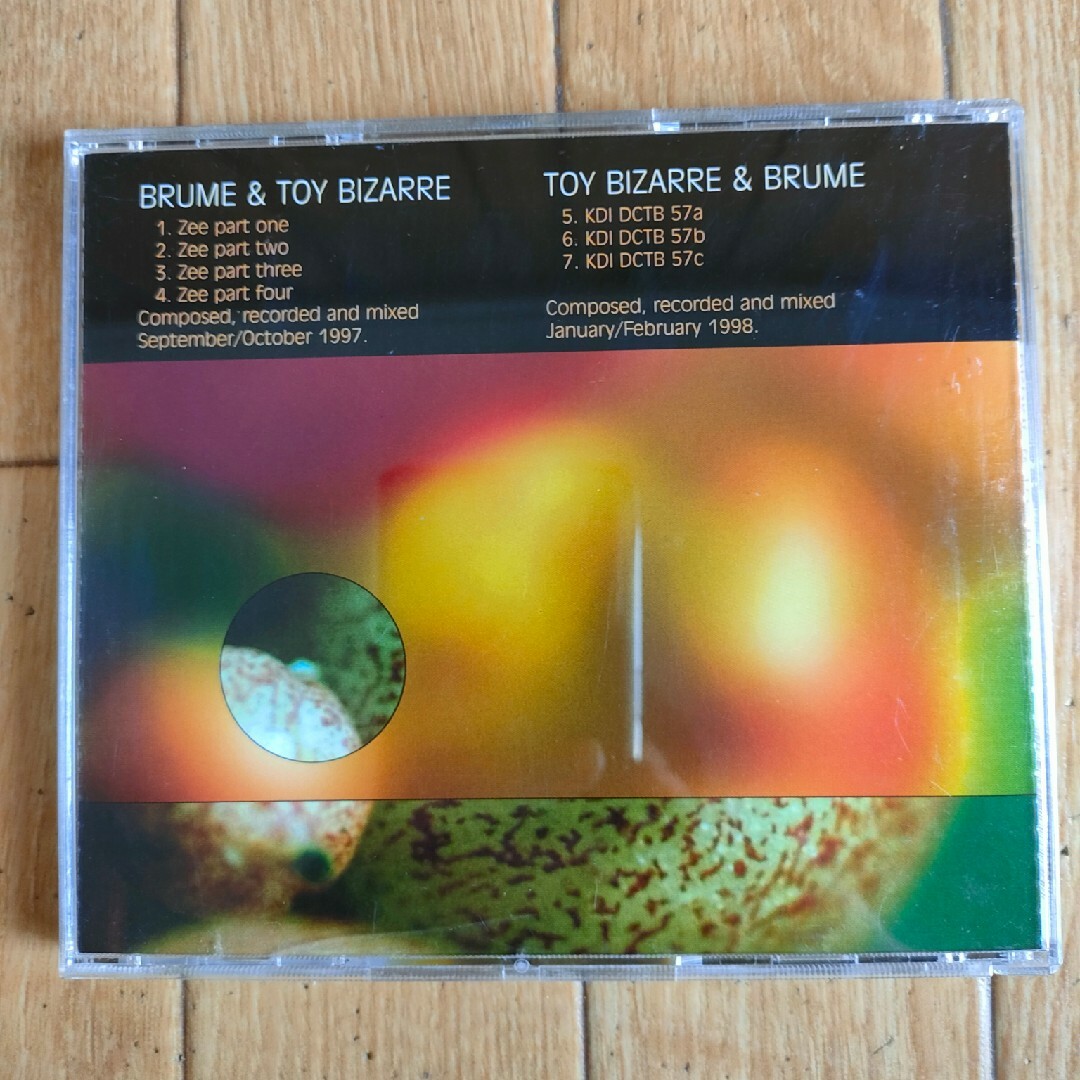 BRUME & TOY BIZARRE
1. Zee part one
2. Zee part two
3. Zee part three
4. Zee part four
Composed, recorded and mixed
September/October 1997.
TOY BIZARRE & BRUME
5. KDI DCTB 57a
6. KDI DCTB 57b
7. KDI DCTB 57c
Composed, recorded and mixed
January/February 1998.